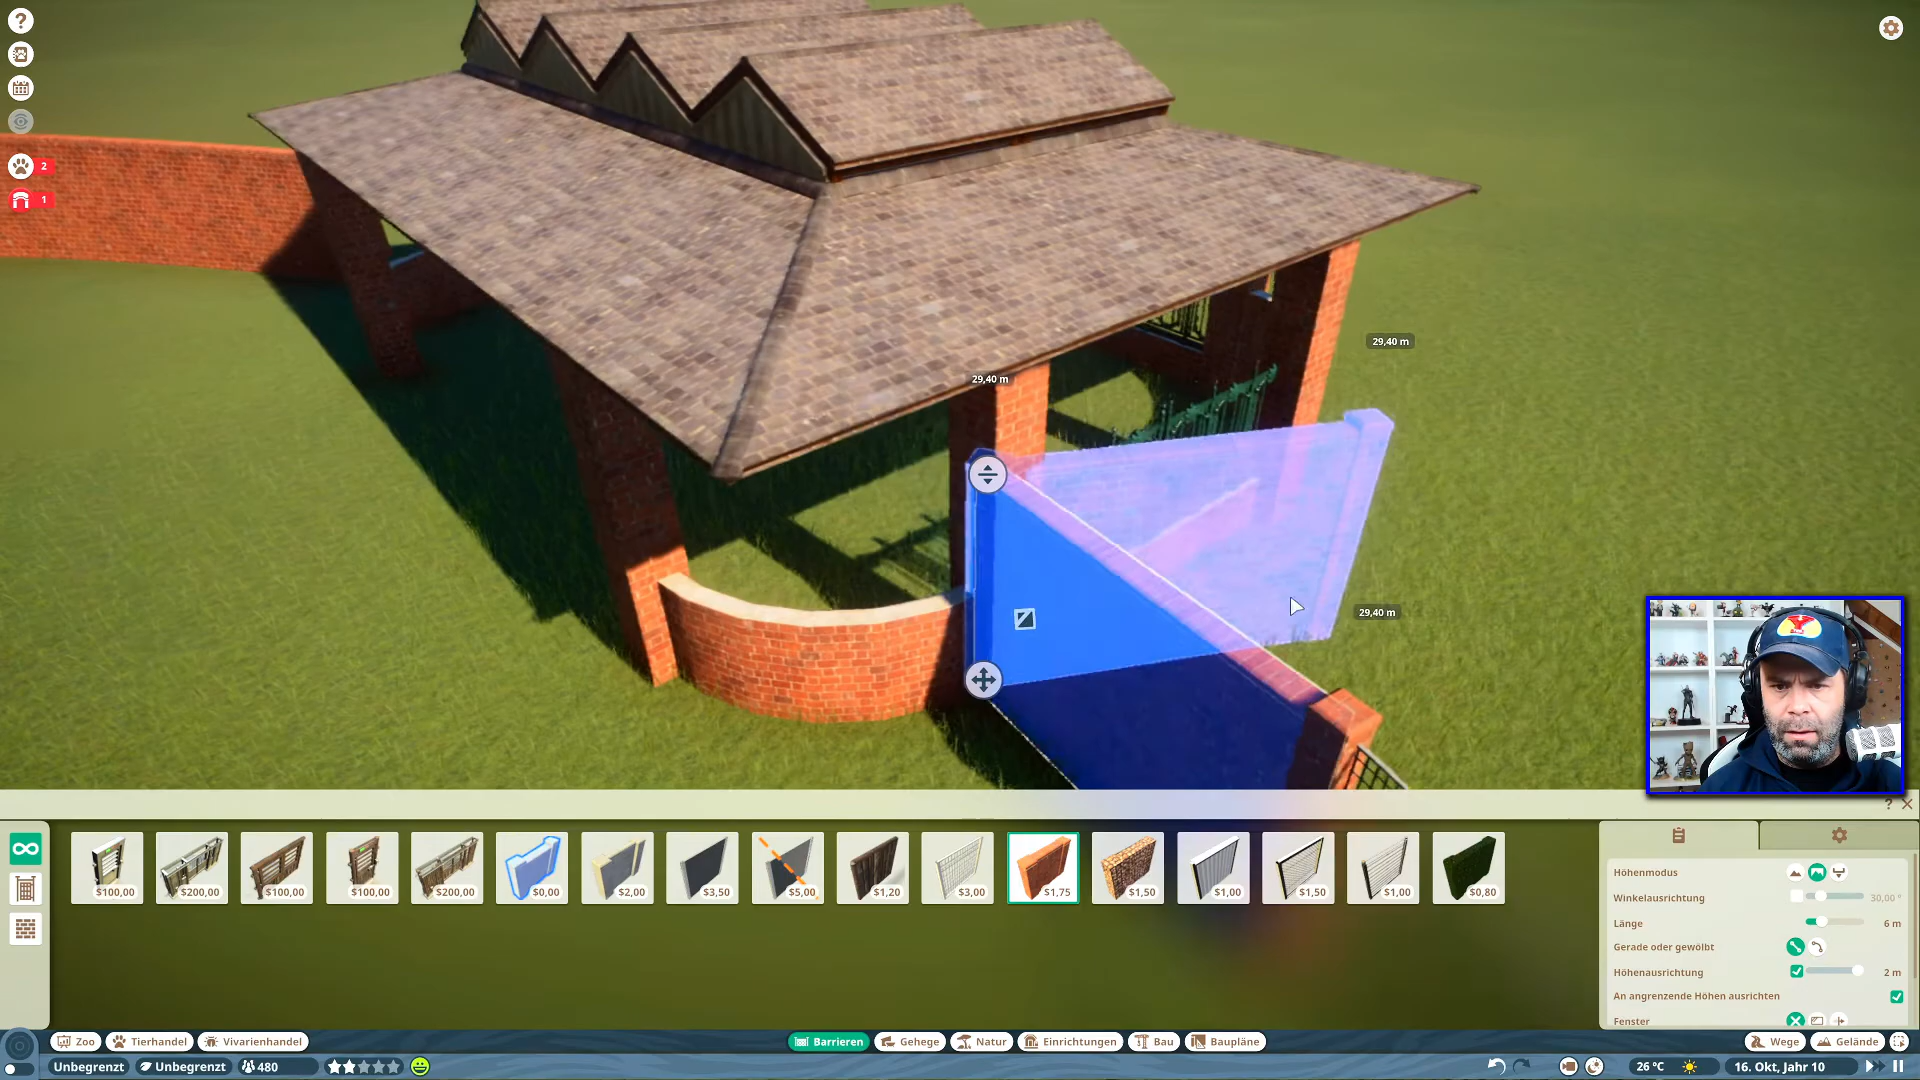 ?
2
1
29,40 m
29,40 m
29,40 m
?
$100,00
$200,00
$100,00
$100,00
$200,00
$0,00
$2,00
$3,50
$5,00
$1,20
$3,00
$1,75
$1,50
$1,00
$1,50
$1,00
$0,80
Höhenmodus
Winkelausrichtung 30,00 °
Länge 6 m
Gerade oder gewölbt
Höhenausrichtung 2 m
An angrenzende Höhen ausrichten
Fenster
Zoo Tierhandel Vivarienhandel Barrieren Gehege Natur Einrichtungen Bau Baupläne Wege Gelände
Unbegrenzt Unbegrenzt 480 26 °C 16. Okt, Jahr 10